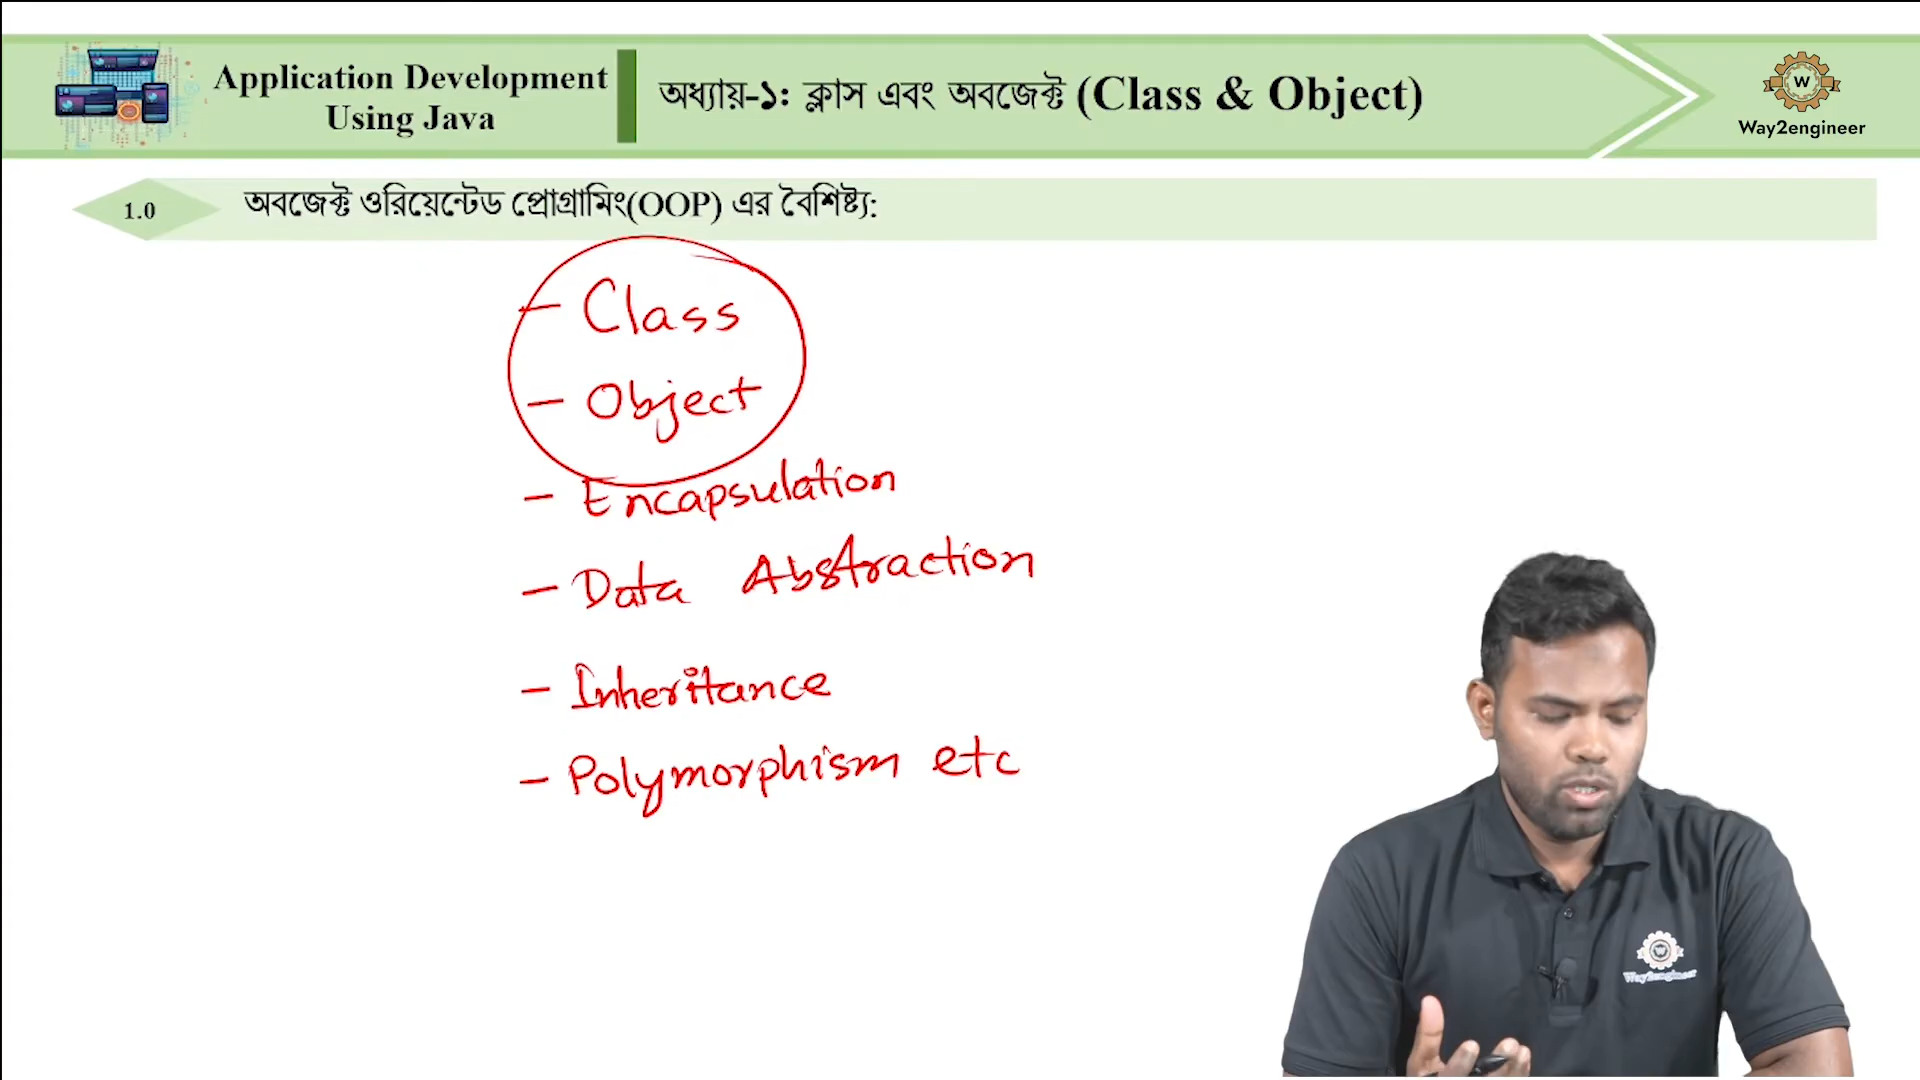 Application Development
Using Java
অধ্যায়-১: ক্লাস এবং অবজেক্ট (Class & Object)
W
Way2engineer
1.0
অবজেক্ট ওরিয়েন্টেড প্রোগ্রামিং(OOP) এর বৈশিষ্ট্য:
- Class
- Object
- Encapsulation
- Data Abstraction
- Inheritance
- Polymorphism etc
Way2engineer